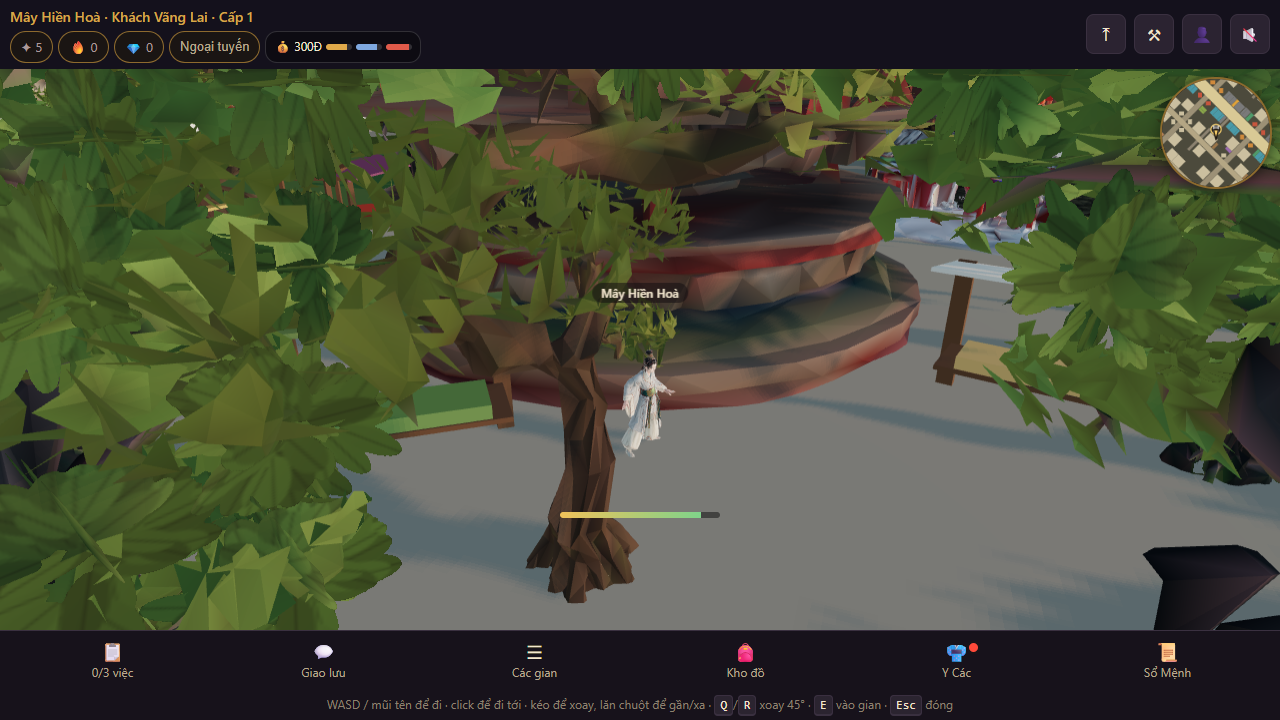 Mây Hiền Hoà · Khách Vãng Lai · Cấp 1
5
0
0
Ngoại tuyến
300Đ
Mây Hiền Hoà
0/3 việc
Giao lưu
Các gian
Kho đồ
Y Các
Sổ Mệnh
WASD / mũi tên để đi · click để đi tới · kéo để xoay, lăn chuột để gần/xa · Q / R xoay 45° · E vào gian · Esc đóng